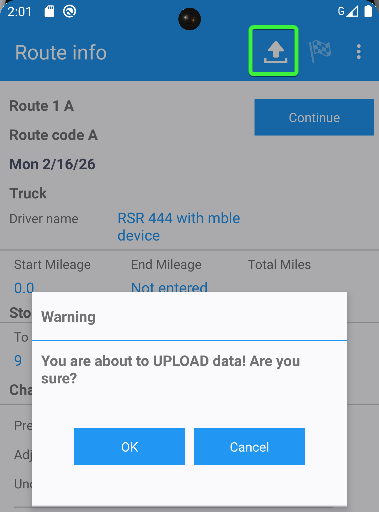 2:01
G
Route info
Route 1 A
Continue
Route code A
Mon 2/16/26
Truck
Driver name
RSR 444 with mble
device
Start Mileage
End Mileage
Total Miles
0.0
Not entered
Sto
Warning
To
You are about to UPLOAD data! Are you
sure?
9
Cha
Pre
OK
Cancel
Adj
Und